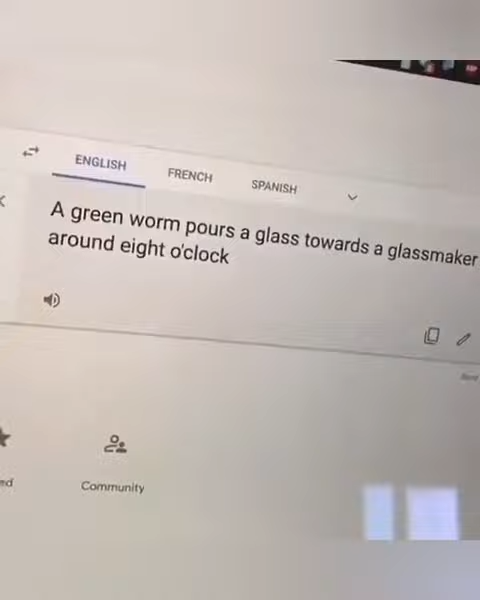 ENGLISH FRENCH SPANISH
A green worm pours a glass towards a glassmaker
around eight o'clock
Community